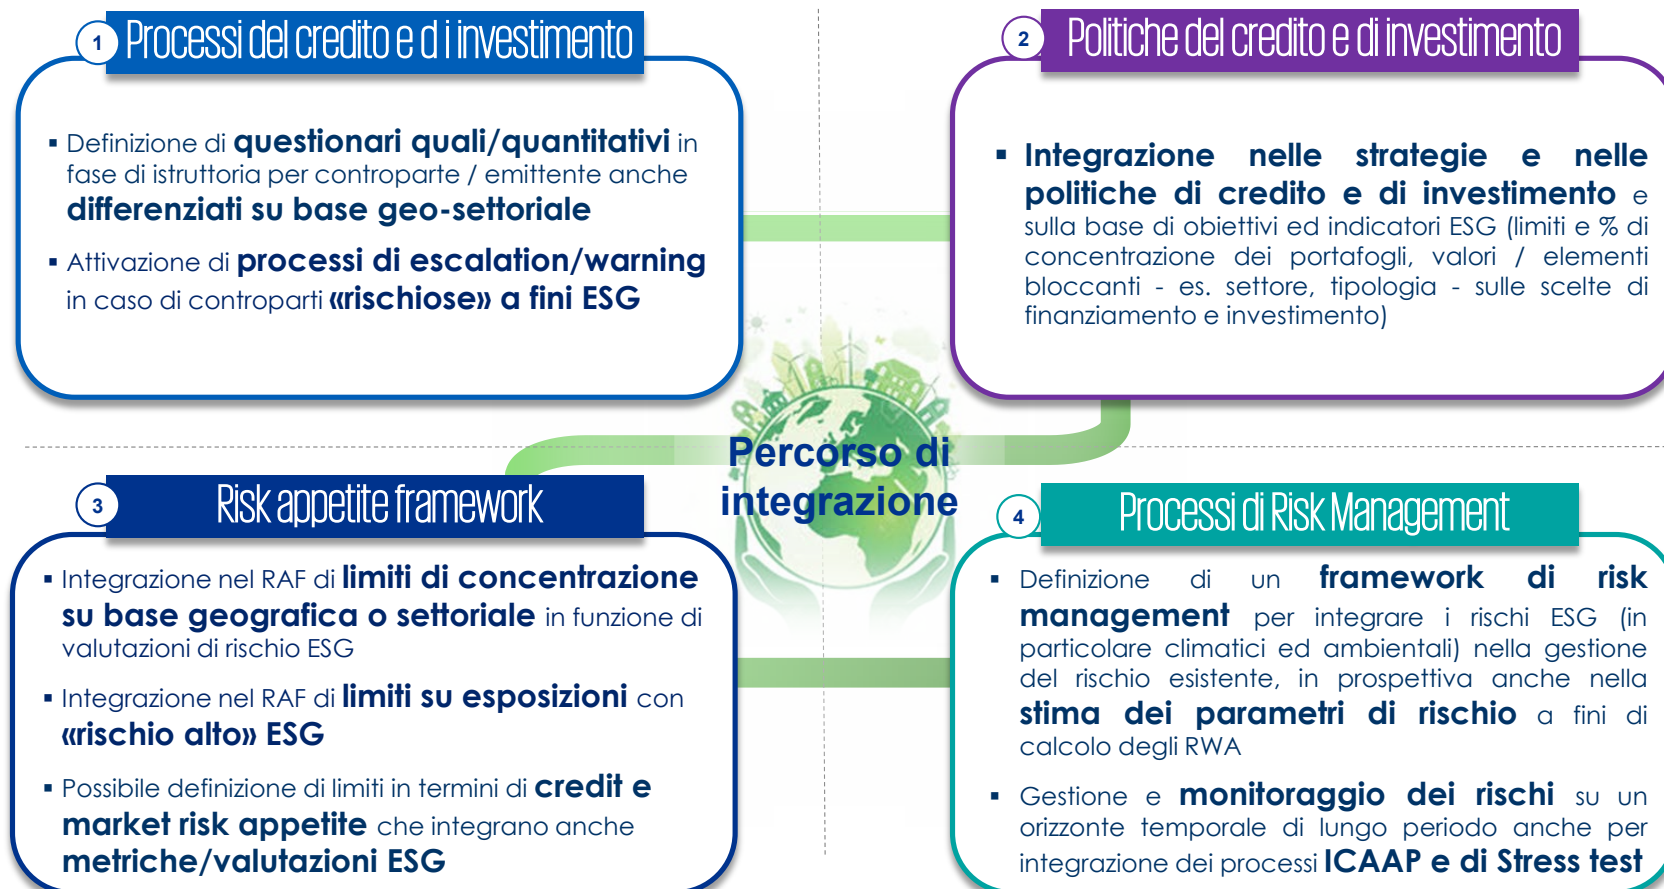 1
Processi del credito e d i investimento
▪ Definizione di questionari quali/quantitativi in
fase di istruttoria per controparte / emittente anche
differenziati su base geo-settoriale
▪ Attivazione di processi di escalation/warning
in caso di controparti «rischiose» a fini ESG
2
Politiche del credito e di investimento
▪ Integrazione nelle strategie e nelle
politiche di credito e di investimento e
sulla base di obiettivi ed indicatori ESG (limiti e % di
concentrazione dei portafogli, valori / elementi
bloccanti - es. settore, tipologia - sulle scelte di
finanziamento e investimento)
Percorso di
integrazione
3
Risk appetite framework
▪ Integrazione nel RAF di limiti di concentrazione
su base geografica o settoriale in funzione di
valutazioni di rischio ESG
▪ Integrazione nel RAF di limiti su esposizioni con
«rischio alto» ESG
▪ Possibile definizione di limiti in termini di credit e
market risk appetite che integrano anche
metriche/valutazioni ESG
4
Processi di Risk Management
▪ Definizione di un framework di risk
management per integrare i rischi ESG (in
particolare climatici ed ambientali) nella gestione
del rischio esistente, in prospettiva anche nella
stima dei parametri di rischio a fini di
calcolo degli RWA
▪ Gestione e monitoraggio dei rischi su un
orizzonte temporale di lungo periodo anche per
integrazione dei processi ICAAP e di Stress test